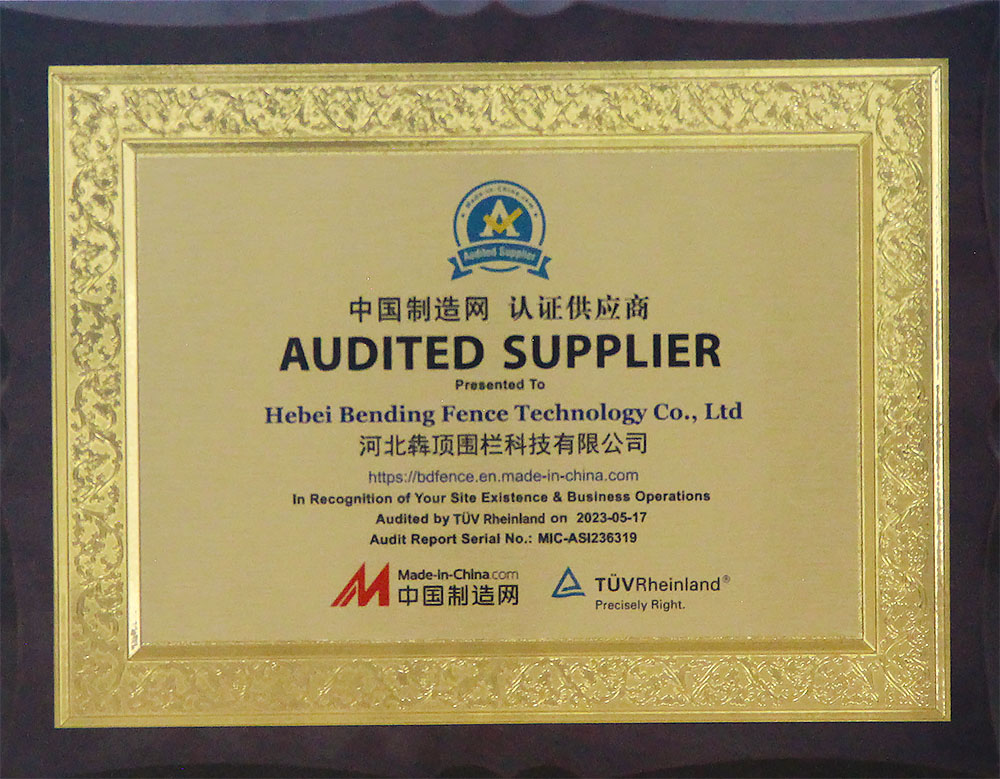 Made-in-China.com
Audited Supplier
中国制造网 认证供应商
AUDITED SUPPLIER
Presented To
Hebei Bending Fence Technology Co., Ltd
河北犇顶围栏科技有限公司
https://bdfence.en.made-in-china.com
In Recognition of Your Site Existence & Business Operations
Audited by TÜV Rheinland on 2023-05-17
Audit Report Serial No.: MIC-ASI236319
Made-in-China.com
中国制造网
TÜVRheinland®
Precisely Right.